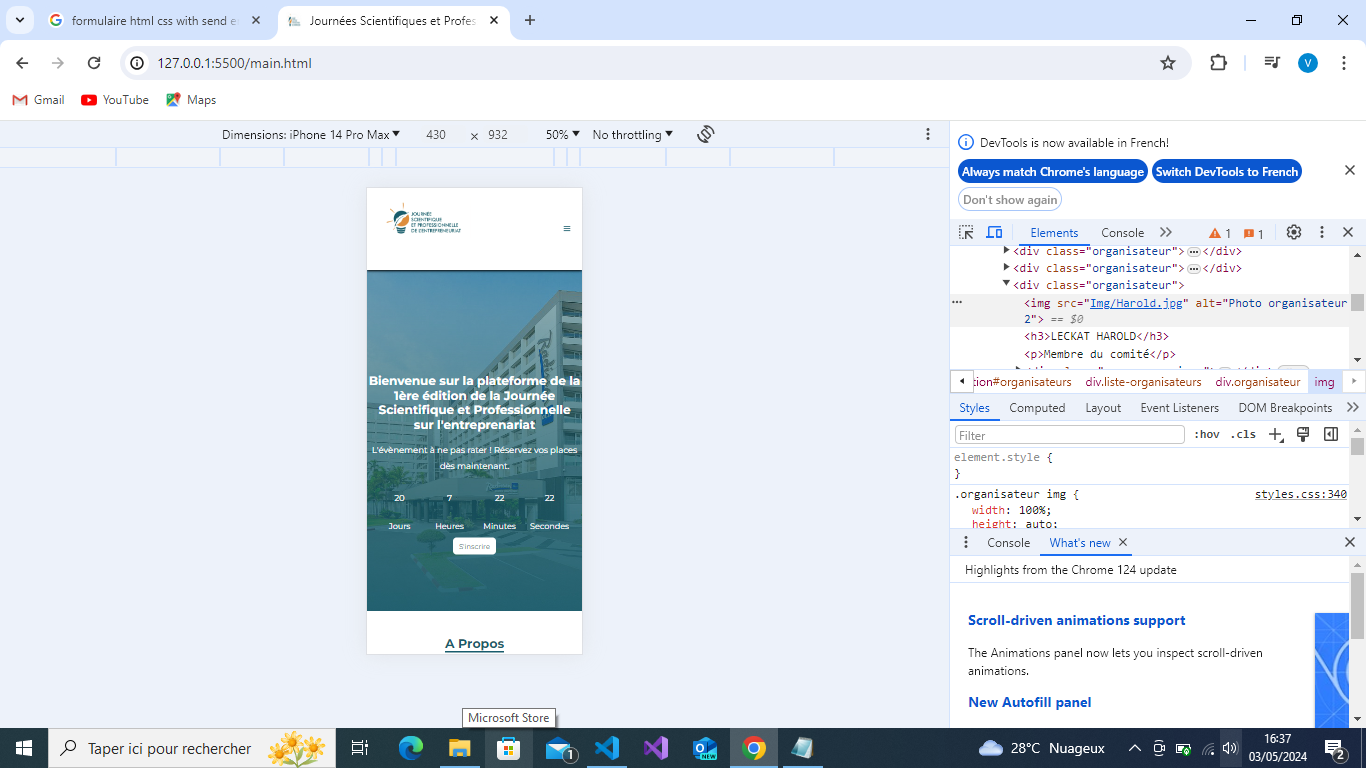 formulaire html css with send e
Journées Scientifiques et Profes
127.0.0.1:5500/main.html
Gmail
YouTube
Maps
Dimensions: iPhone 14 Pro Max
430
×
932
50%
No throttling
JOURNÉE
SCIENTIFIQUE
ET PROFESSIONNELLE
DE L'ENTREPRENEURIAT
Bienvenue sur la plateforme de la
1ère édition de la Journée
Scientifique et Professionnelle
sur l'entreprenariat
L'évènement à ne pas rater ! Réservez vos places
dès maintenant.
20 7 22 22
Jours Heures Minutes Secondes
S'inscrire
A Propos
DevTools is now available in French!
Always match Chrome's language
Switch DevTools to French
Don't show again
Elements
Console
1
1
<div class="organisateur"> </div>
<div class="organisateur"> </div>
<div class="organisateur">
<img src="Img/Harold.jpg" alt="Photo organisateur
2"> == $0
<h3>LECKAT HAROLD</h3>
<p>Membre du comité</p>
tion#organisateurs div.liste-organisateurs div.organisateur img
Styles Computed Layout Event Listeners DOM Breakpoints
Filter
:hov .cls
element.style {
}
.organisateur img { styles.css:340
width: 100%;
height: auto;
Console
What's new
Highlights from the Chrome 124 update
Scroll-driven animations support
The Animations panel now lets you inspect scroll-driven
animations.
New Autofill panel
Microsoft Store
Taper ici pour rechercher
1
NEW
28°C Nuageux
16:37
03/05/2024
2
V